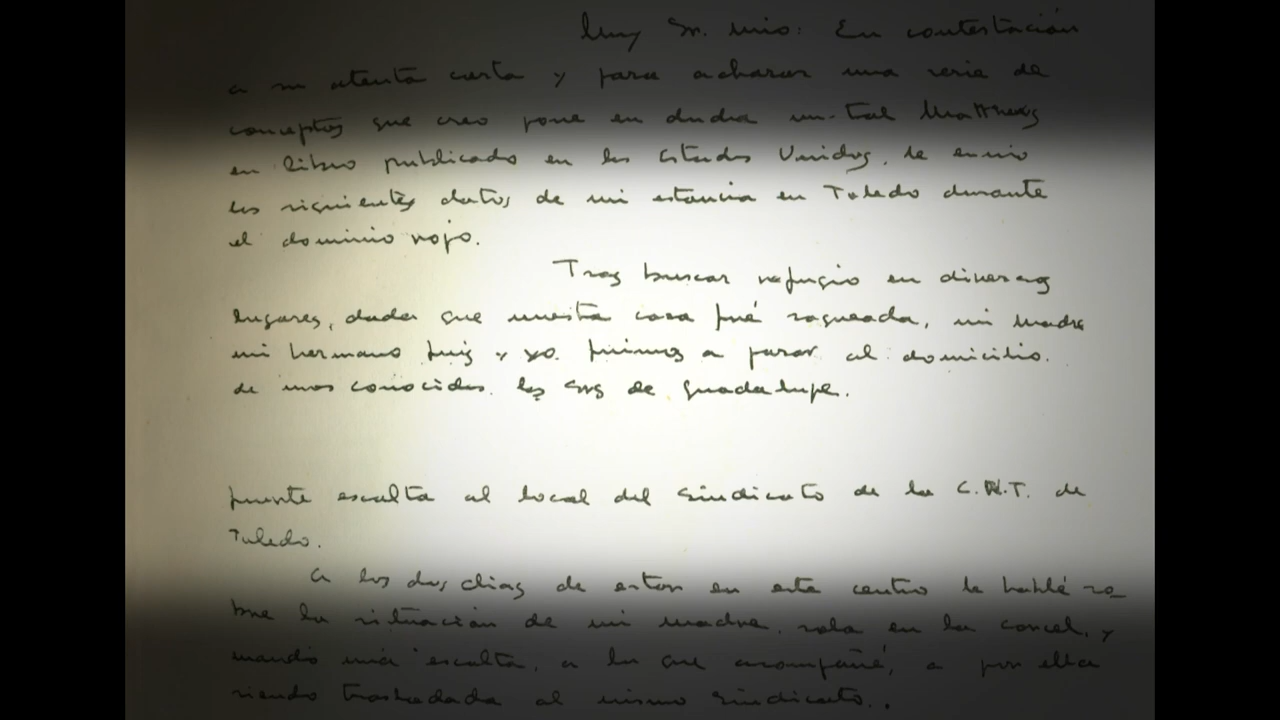 Muy Sr. mio: En contestación
a su atenta carta y para aclarar una serie de
conceptos que creo pone en duda un tal Matthews
en libro publicado en los Estados Unidos, le envio
los siguientes datos de mi estancia en Toledo durante
el dominio rojo.
Tras buscar refugio en diversos
lugares, dado que nuestra casa fué saqueada, mi madre
mi hermano Luis y yo fuimos a parar al domicilio
de unos conocidos los Srs de Guadalupe.
fuerte escolta al local del Sindicato de la C.N.T. de
Toledo.
A los dos dias de estar en este centro le hablé so_
bre la situación de mi madre, sola en la carcel, y
mandó una escolta, a la que acompañé, a por ella
siendo trasladada al mismo Sindicato..